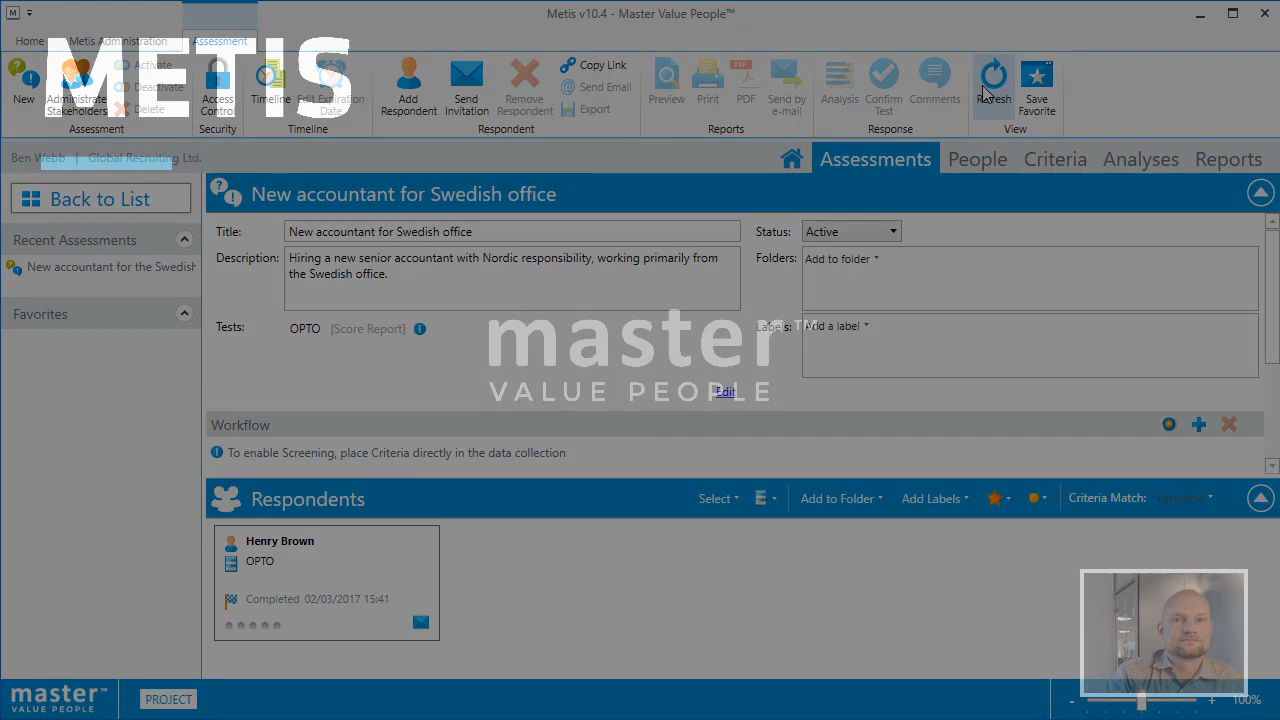 M
Metis v10.4 - Master Value People™
Home Metis Administration Assessment
METIS
New Administrate Stakeholders Activate Deactivate Delete Access Control Timeline Edit Expiration Date Add Respondent Send Invitation Remove Respondent Copy Link Send Email Export Preview Print PDF Send by e-mail Analysis Confirm Test Comments Refresh Save Favorite
Assessment Security Timeline Respondent Reports Response View
Ben Webb | Global Recruiting Ltd.
Assessments People Criteria Analyses Reports
Back to List
Recent Assessments
New accountant for the Swedish
Favorites
New accountant for Swedish office
Title: New accountant for Swedish office
Status: Active
Description: Hiring a new senior accountant with Nordic responsibility, working primarily from
the Swedish office.
Folders: Add to folder
Tests: OPTO [Score Report]
Labels: Add a label
master™
VALUE PEOPLE
Edit
Workflow
To enable Screening, place Criteria directly in the data collection
Respondents Select Add to Folder Add Labels Criteria Match: Disabled
Henry Brown
OPTO
Completed 02/03/2017 15:41
master™
VALUE PEOPLE
PROJECT
- + 100%